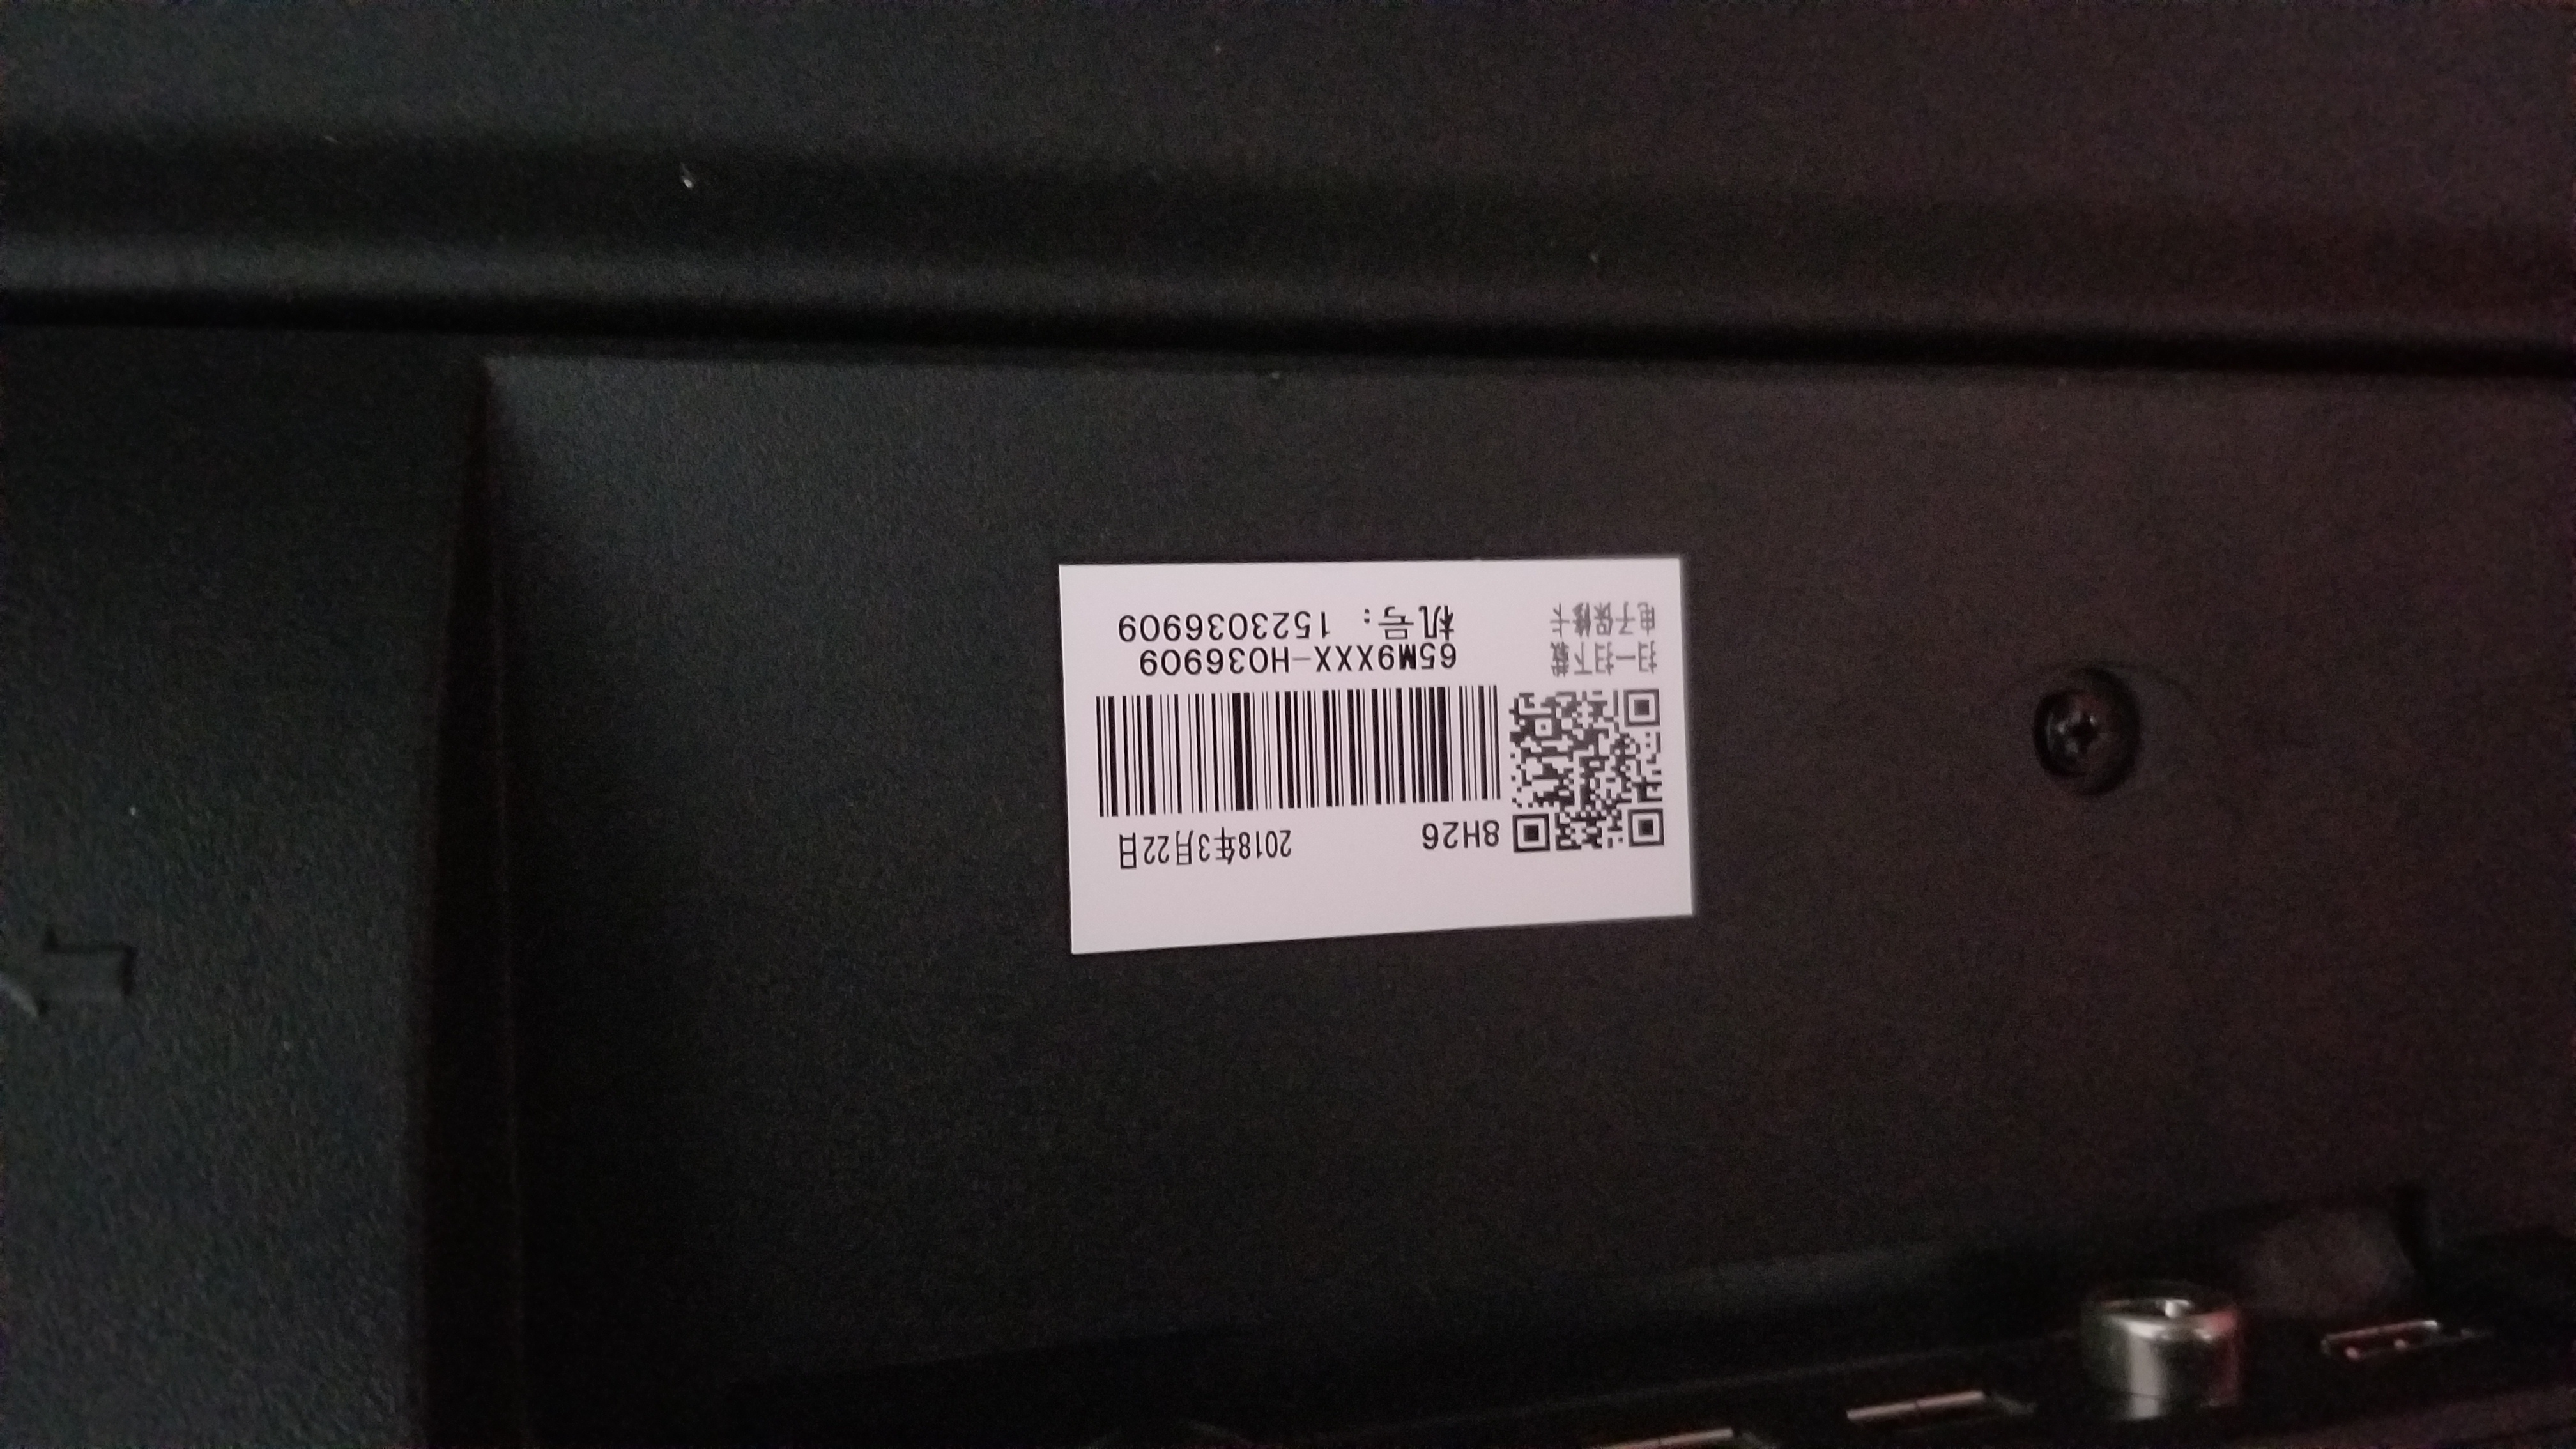 8H26 2018年3月22日
65M9XXX-H036909
机号：1523036909
扫一扫下载
电子保修卡